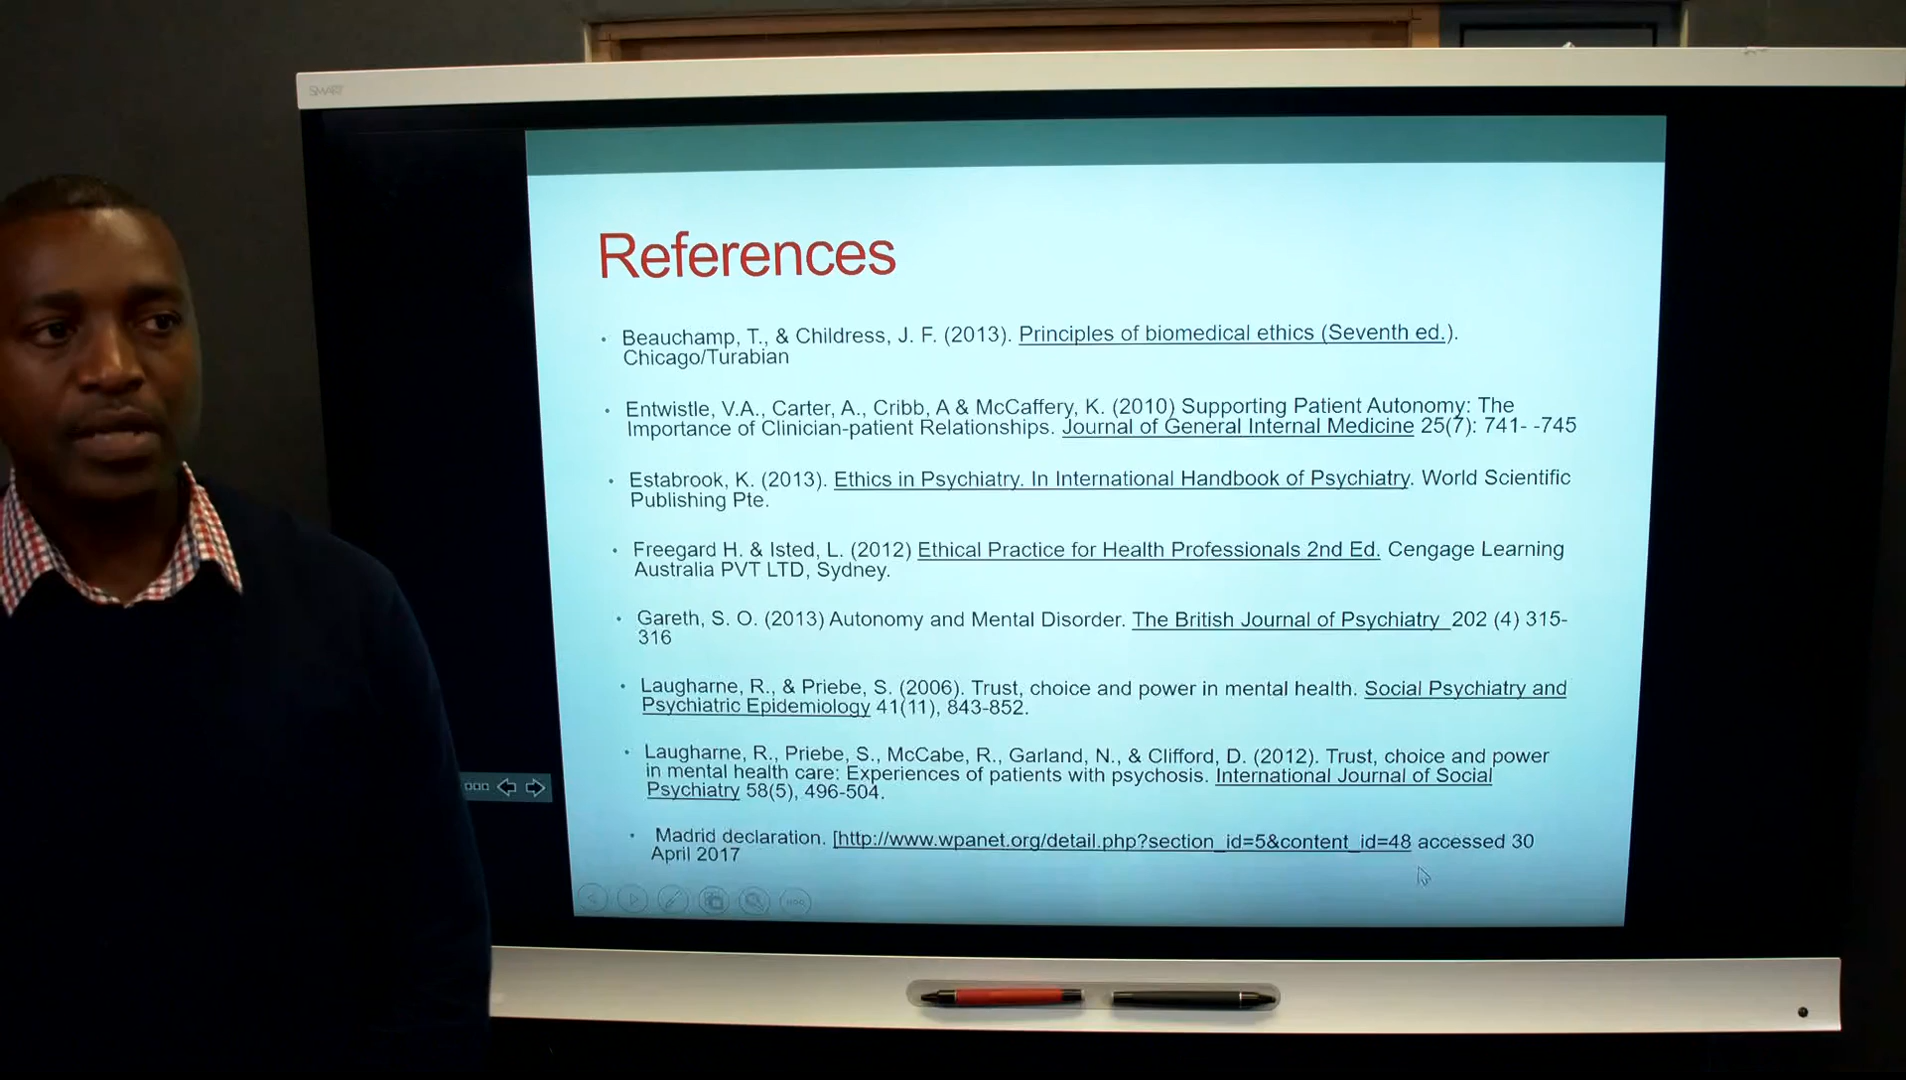 SMART
References
• Beauchamp, T., & Childress, J. F. (2013). Principles of biomedical ethics (Seventh ed.).
Chicago/Turabian
• Entwistle, V.A., Carter, A., Cribb, A & McCaffery, K. (2010) Supporting Patient Autonomy: The
Importance of Clinician-patient Relationships. Journal of General Internal Medicine 25(7): 741- -745
• Estabrook, K. (2013). Ethics in Psychiatry. In International Handbook of Psychiatry. World Scientific
Publishing Pte.
• Freegard H. & Isted, L. (2012) Ethical Practice for Health Professionals 2nd Ed. Cengage Learning
Australia PVT LTD, Sydney.
• Gareth, S. O. (2013) Autonomy and Mental Disorder. The British Journal of Psychiatry 202 (4) 315-
316
• Laugharne, R., & Priebe, S. (2006). Trust, choice and power in mental health. Social Psychiatry and
Psychiatric Epidemiology 41(11), 843-852.
• Laugharne, R., Priebe, S., McCabe, R., Garland, N., & Clifford, D. (2012). Trust, choice and power
in mental health care: Experiences of patients with psychosis. International Journal of Social
Psychiatry 58(5), 496-504.
• Madrid declaration. [http://www.wpanet.org/detail.php?section_id=5&content_id=48 accessed 30
April 2017